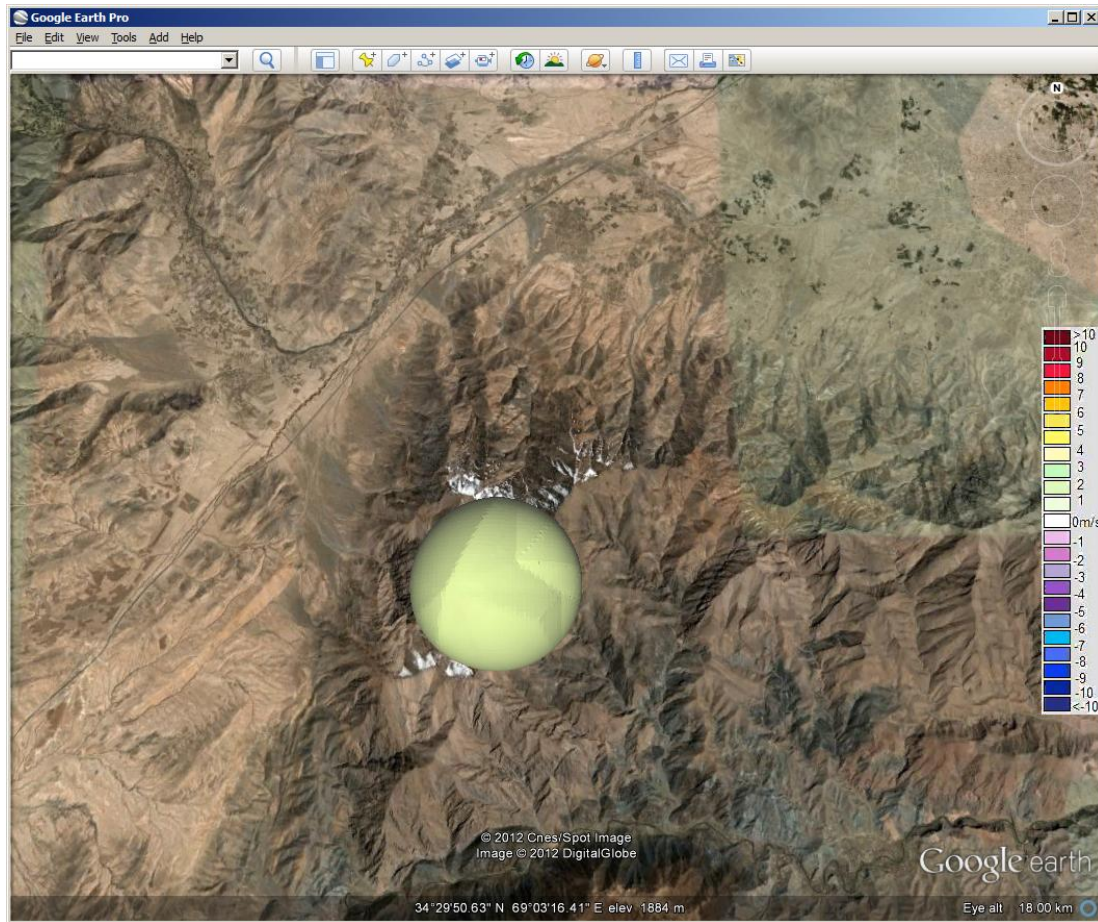 Google Earth Pro
File Edit View Tools Add Help
N
>10
10
9
8
7
6
5
4
3
2
1
0m/s
-1
-2
-3
-4
-5
-6
-7
-8
-9
-10
<-10
© 2012 Cnes/Spot Image
Image © 2012 DigitalGlobe
Google earth
34°29'50.63" N 69°03'16.41" E elev 1884 m
Eye alt 18.00 km